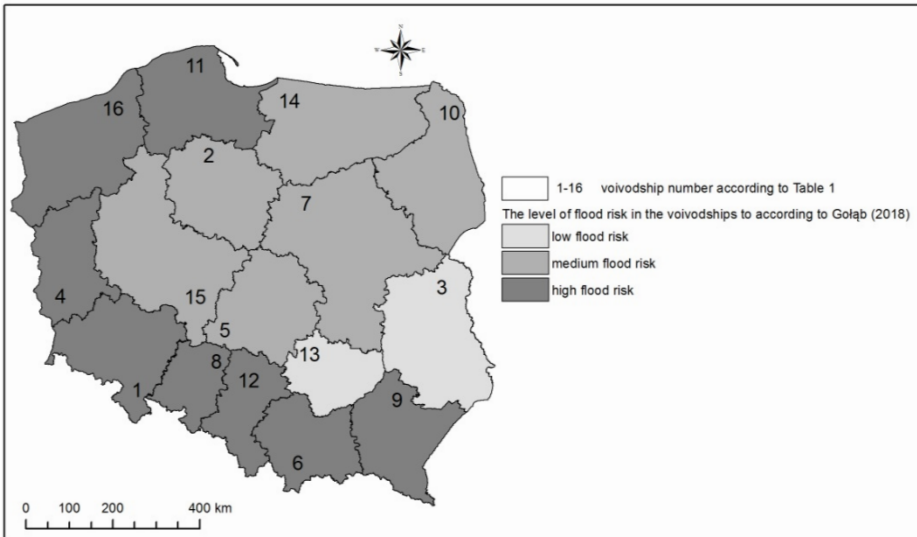 N
W E
S
11
16
14
10
2
7
3
4
15
5
13
8
12
1
9
6
1-16 voivodship number according to Table 1
The level of flood risk in the voivodships to according to Gołąb (2018)
low flood risk
medium flood risk
high flood risk
0 100 200 400 km